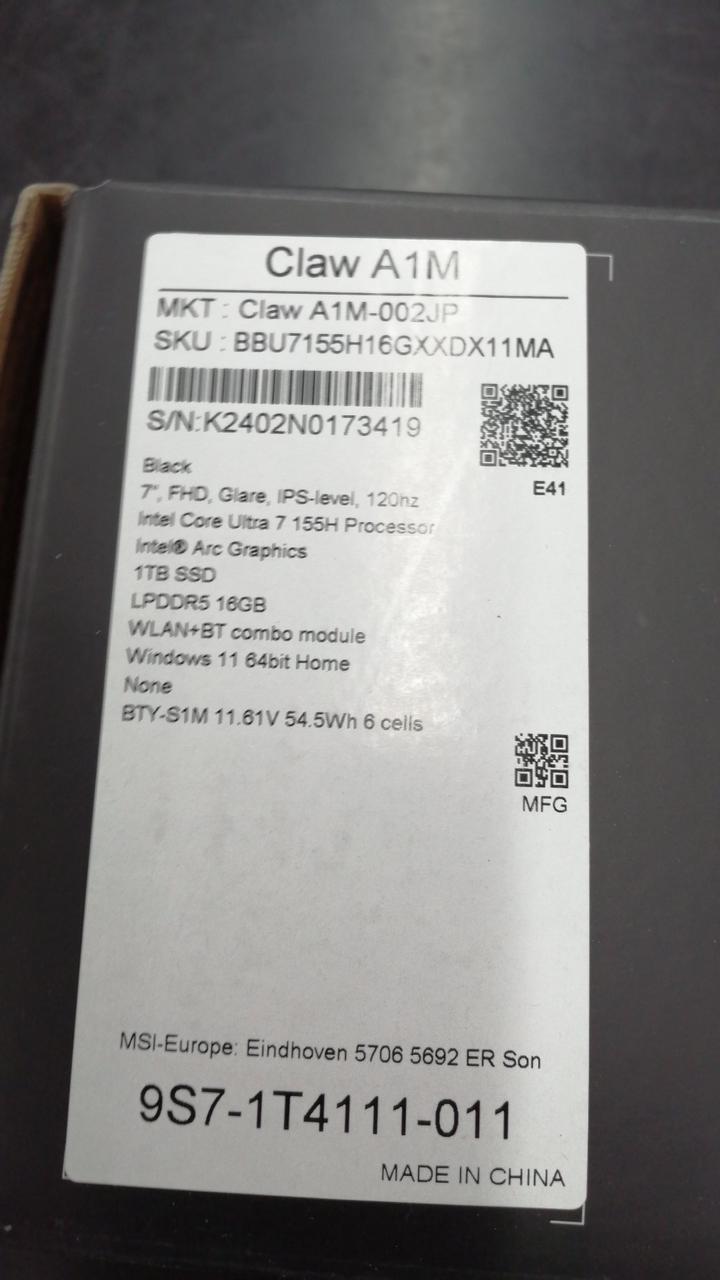 Claw A1M
MKT : Claw A1M-002JP
SKU : BBU7155H16GXXDX11MA
S/N:K2402N0173419
E41
Black
7", FHD, Glare, IPS-level, 120hz
Intel Core Ultra 7 155H Processor
Intel® Arc Graphics
1TB SSD
LPDDR5 16GB
WLAN+BT combo module
Windows 11 64bit Home
None
BTY-S1M 11.61V 54.5Wh 6 cells
MFG
MSI-Europe: Eindhoven 5706 5692 ER Son
9S7-1T4111-011
MADE IN CHINA